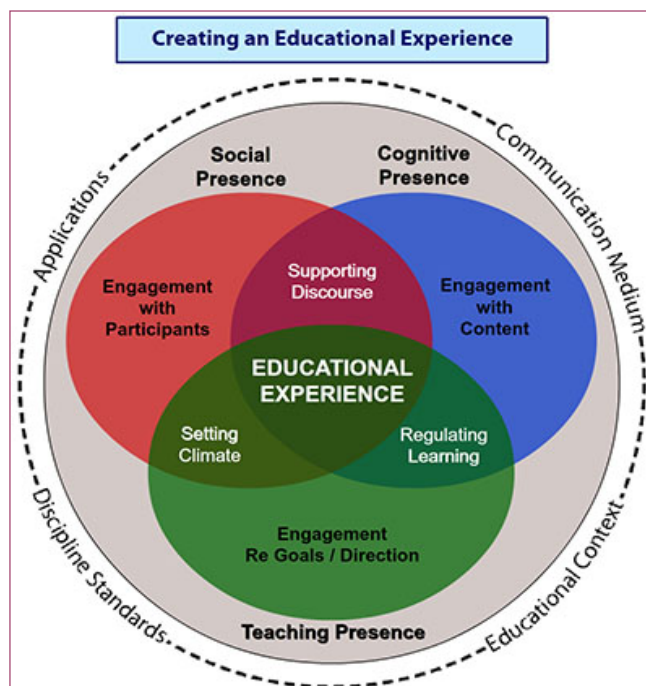 Creating an Educational Experience
Applications
Communication Medium
Social
Presence
Cognitive
Presence
Engagement
with
Participants
Supporting
Discourse
Engagement
with
Content
EDUCATIONAL
EXPERIENCE
Setting
Climate
Regulating
Learning
Engagement
Re Goals / Direction
Teaching Presence
Discipline Standards
Educational Context